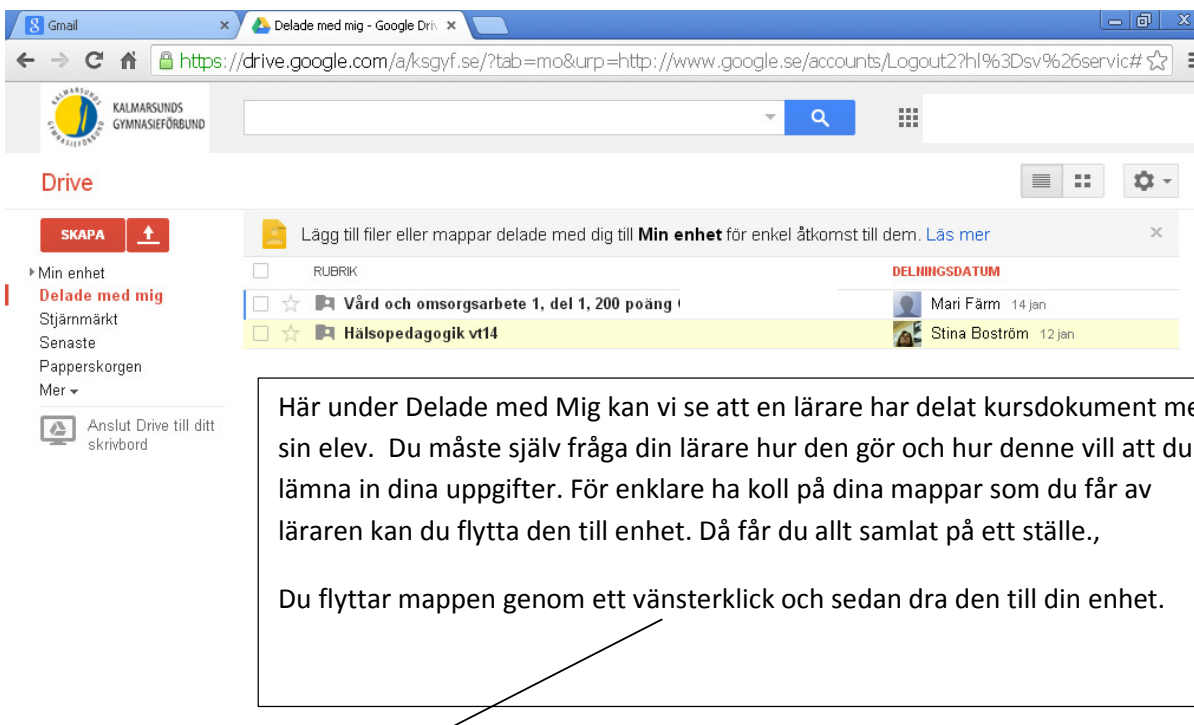 Gmail
Delade med mig - Google Driv
https://drive.google.com/a/ksgyf.se/?tab=mo&urp=http://www.google.se/accounts/Logout2?hl%3Dsv%26servic#
KALMARSUNDS
GYMNASIEFÖRBUND
KALMARSUNDS
GYMNASIEFÖRBUND
Drive
SKAPA
Lägg till filer eller mappar delade med dig till Min enhet för enkel åtkomst till dem. Läs mer
Min enhet
RUBRIK DELNINGSDATUM
Delade med mig
Vård och omsorgsarbete 1, del 1, 200 poäng Mari Färm 14 jan
Stjärnmärkt
Hälsopedagogik vt14 Stina Boström 12 jan
Senaste
Papperskorgen
Mer
Anslut Drive till ditt
skrivbord
Här under Delade med Mig kan vi se att en lärare har delat kursdokument me
sin elev. Du måste själv fråga din lärare hur den gör och hur denne vill att du
lämna in dina uppgifter. För enklare ha koll på dina mappar som du får av
läraren kan du flytta den till enhet. Då får du allt samlat på ett ställe.,
Du flyttar mappen genom ett vänsterklick och sedan dra den till din enhet.